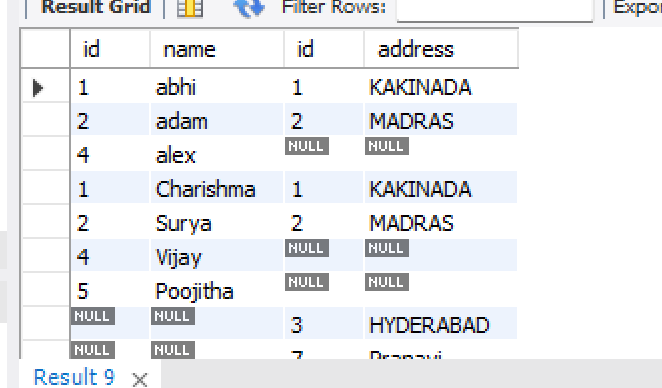 Result Grid Filter Rows: Expor
id name id address
1 abhi 1 KAKINADA
2 adam 2 MADRAS
4 alex NULL NULL
1 Charishma 1 KAKINADA
2 Surya 2 MADRAS
4 Vijay NULL NULL
5 Poojitha NULL NULL
NULL NULL 3 HYDERABAD
NULL NULL 7 Pranavi
Result 9 ×